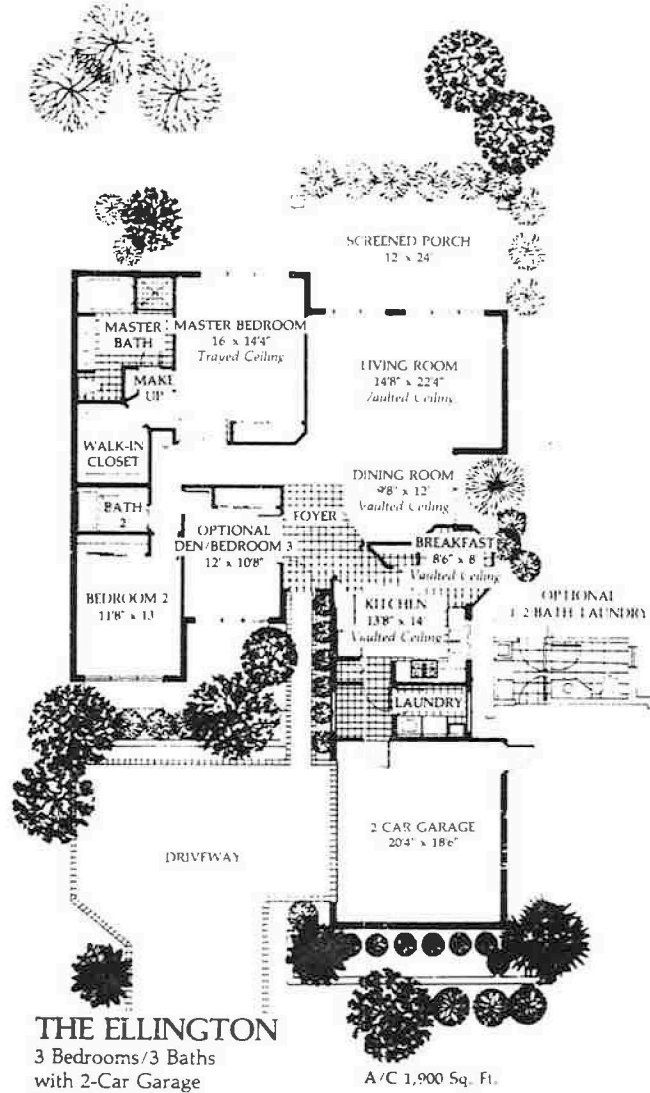 SCREENED PORCH
12' x 24'
MASTER
BATH
MASTER BEDROOM
16' x 14'4"
Trayed Ceiling
MAKE
UP
LIVING ROOM
14'8" x 22'4"
Vaulted Ceiling
WALK-IN
CLOSET
DINING ROOM
9'8" x 12'
Vaulted Ceiling
BATH
2
OPTIONAL
DEN/BEDROOM 3
12' x 10'8"
FOYER
BREAKFAST
8'6" x 8'
Vaulted Ceiling
BEDROOM 2
11'8" x 13'
KITCHEN
13'8" x 14'
Vaulted Ceiling
OPTIONAL
1-2 BATH LAUNDRY
LAUNDRY
2 CAR GARAGE
20'4" x 18'6"
DRIVEWAY
THE ELLINGTON
3 Bedrooms/3 Baths
with 2-Car Garage
A/C 1,900 Sq. Ft.